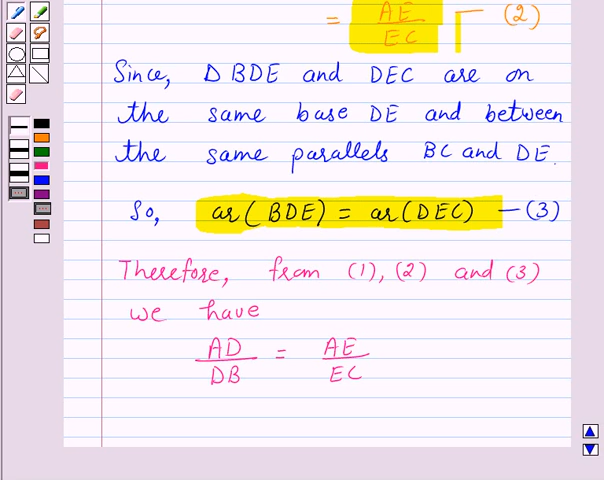 = AE/EC (2)
Since, D BDE and DEC are on
the same base DE and between
the same parallels BC and DE.
So, ar(BDE) = ar(DEC) —(3)
Therefore, from (1), (2) and (3)
we have
AD/DB = AE/EC